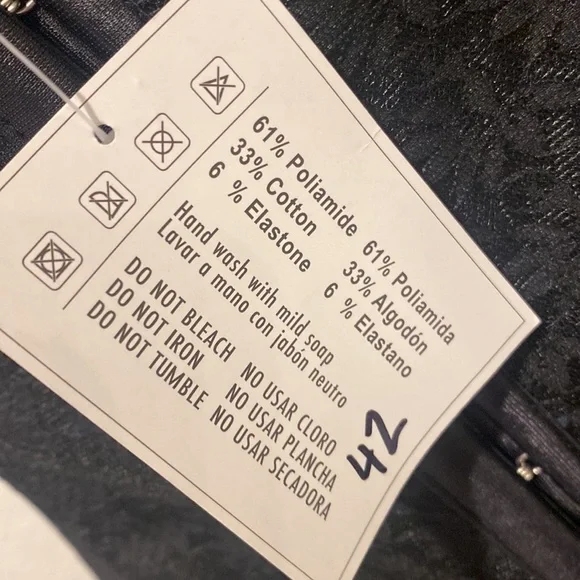 61% Poliamide 61% Poliamida
33% Cotton 33% Algodón
6 % Elastone 6 % Elastano
Hand wash with mild soap
Lavar a mano con jabón neutro
DO NOT BLEACH NO USAR CLORO
DO NOT IRON NO USAR PLANCHA
DO NOT TUMBLE NO USAR SECADORA
42